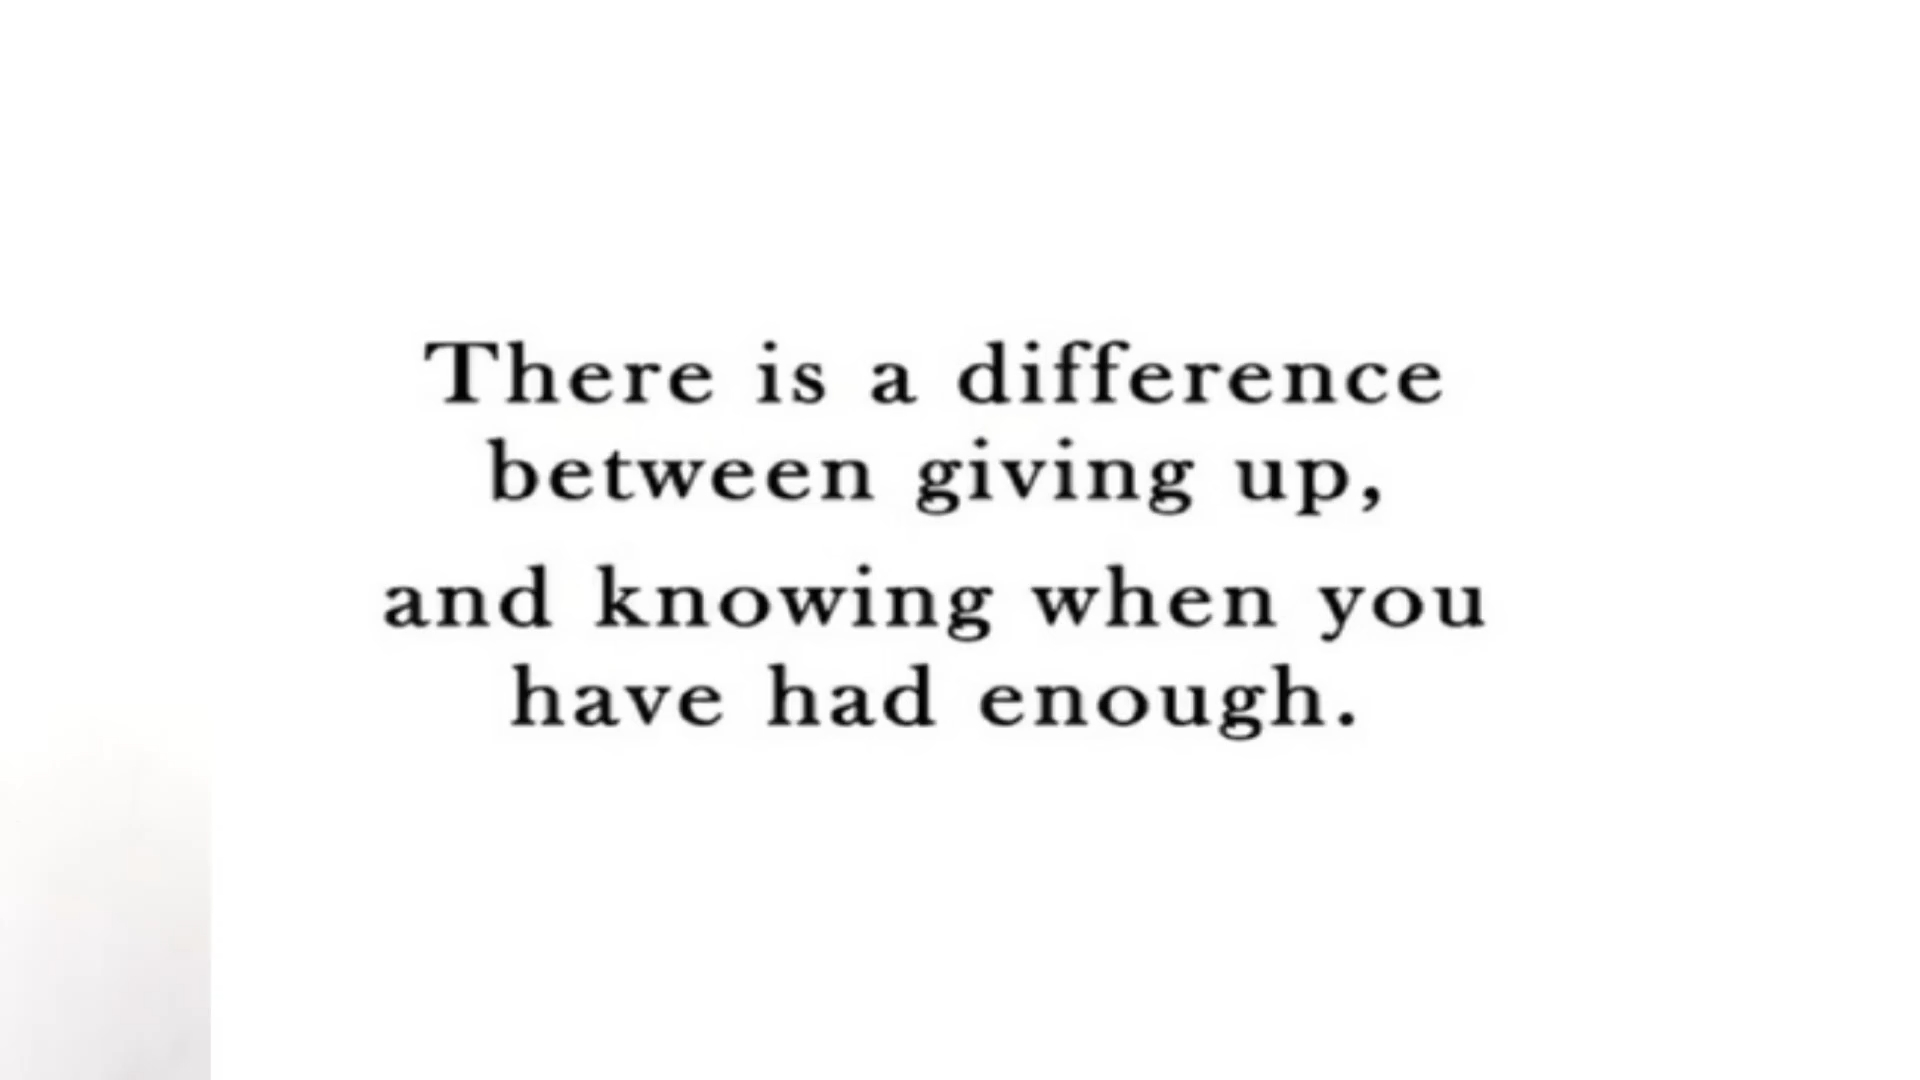 There is a difference
between giving up,
and knowing when you
have had enough.